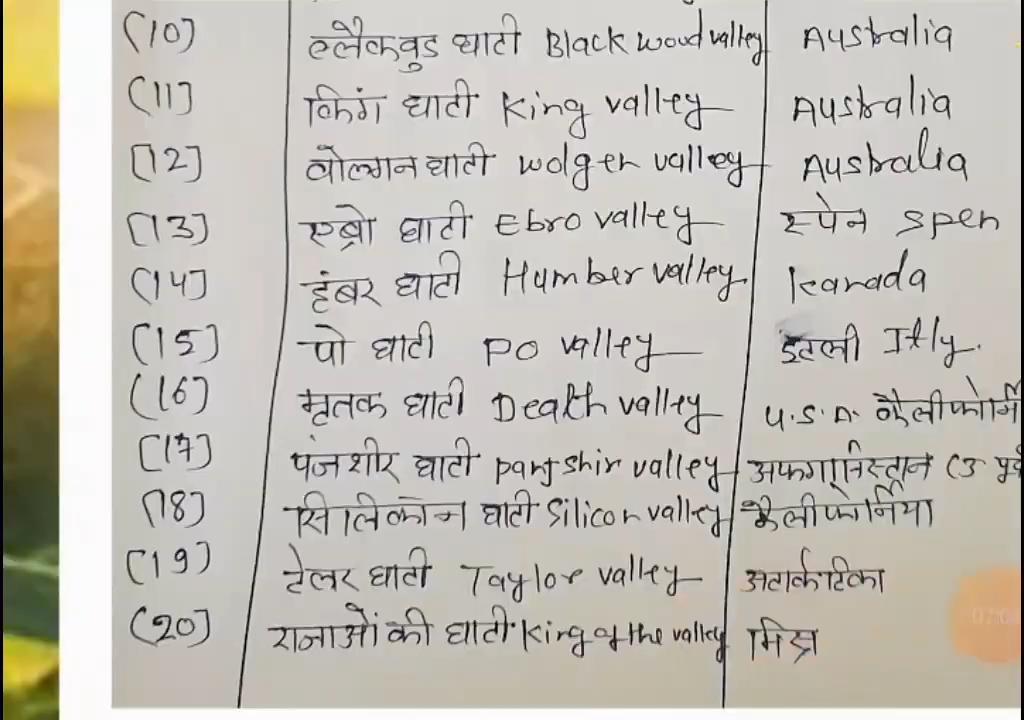 (10) ल्लैकवुड घाटी Black woud valley Australia
(11) किंग घाटी King valley Australia
(12) वोल्गन घाटी wolgen valley Australia
(13) एब्रो घाटी Ebro valley स्पेन spen
(14) हंबर घाटी Humber valley. kanada
(15) पो घाटी po valley इटली Itly.
(16) मृतक घाटी Death valley U.S.A.
(17) पंजशीर घाटी panjshir valley अफगानिस्तान (उ
(18) सिलिकॉन घाटी Silicon valley कैलीफोर्निया
(19) टेलर घाटी Taylor valley अटार्कटिका
(20) राजाओं की घाटी King of the valley मिस्र